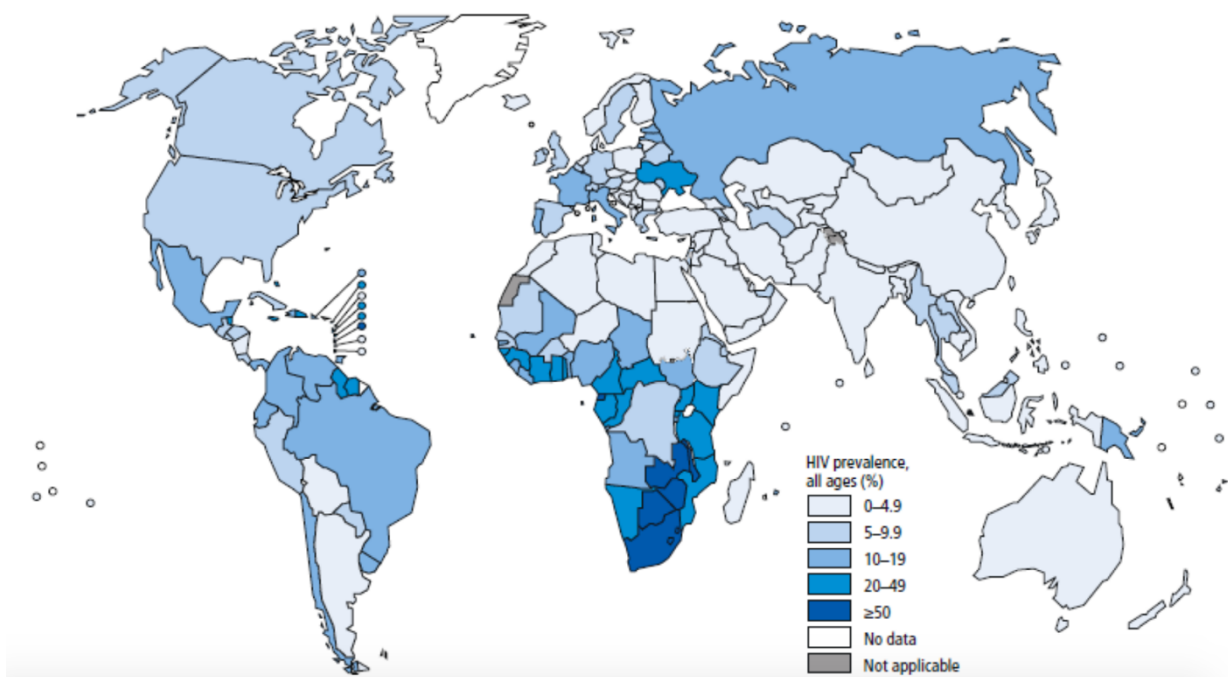 HIV prevalence,
all ages (%)
0–4.9
5–9.9
10–19
20–49
≥50
No data
Not applicable